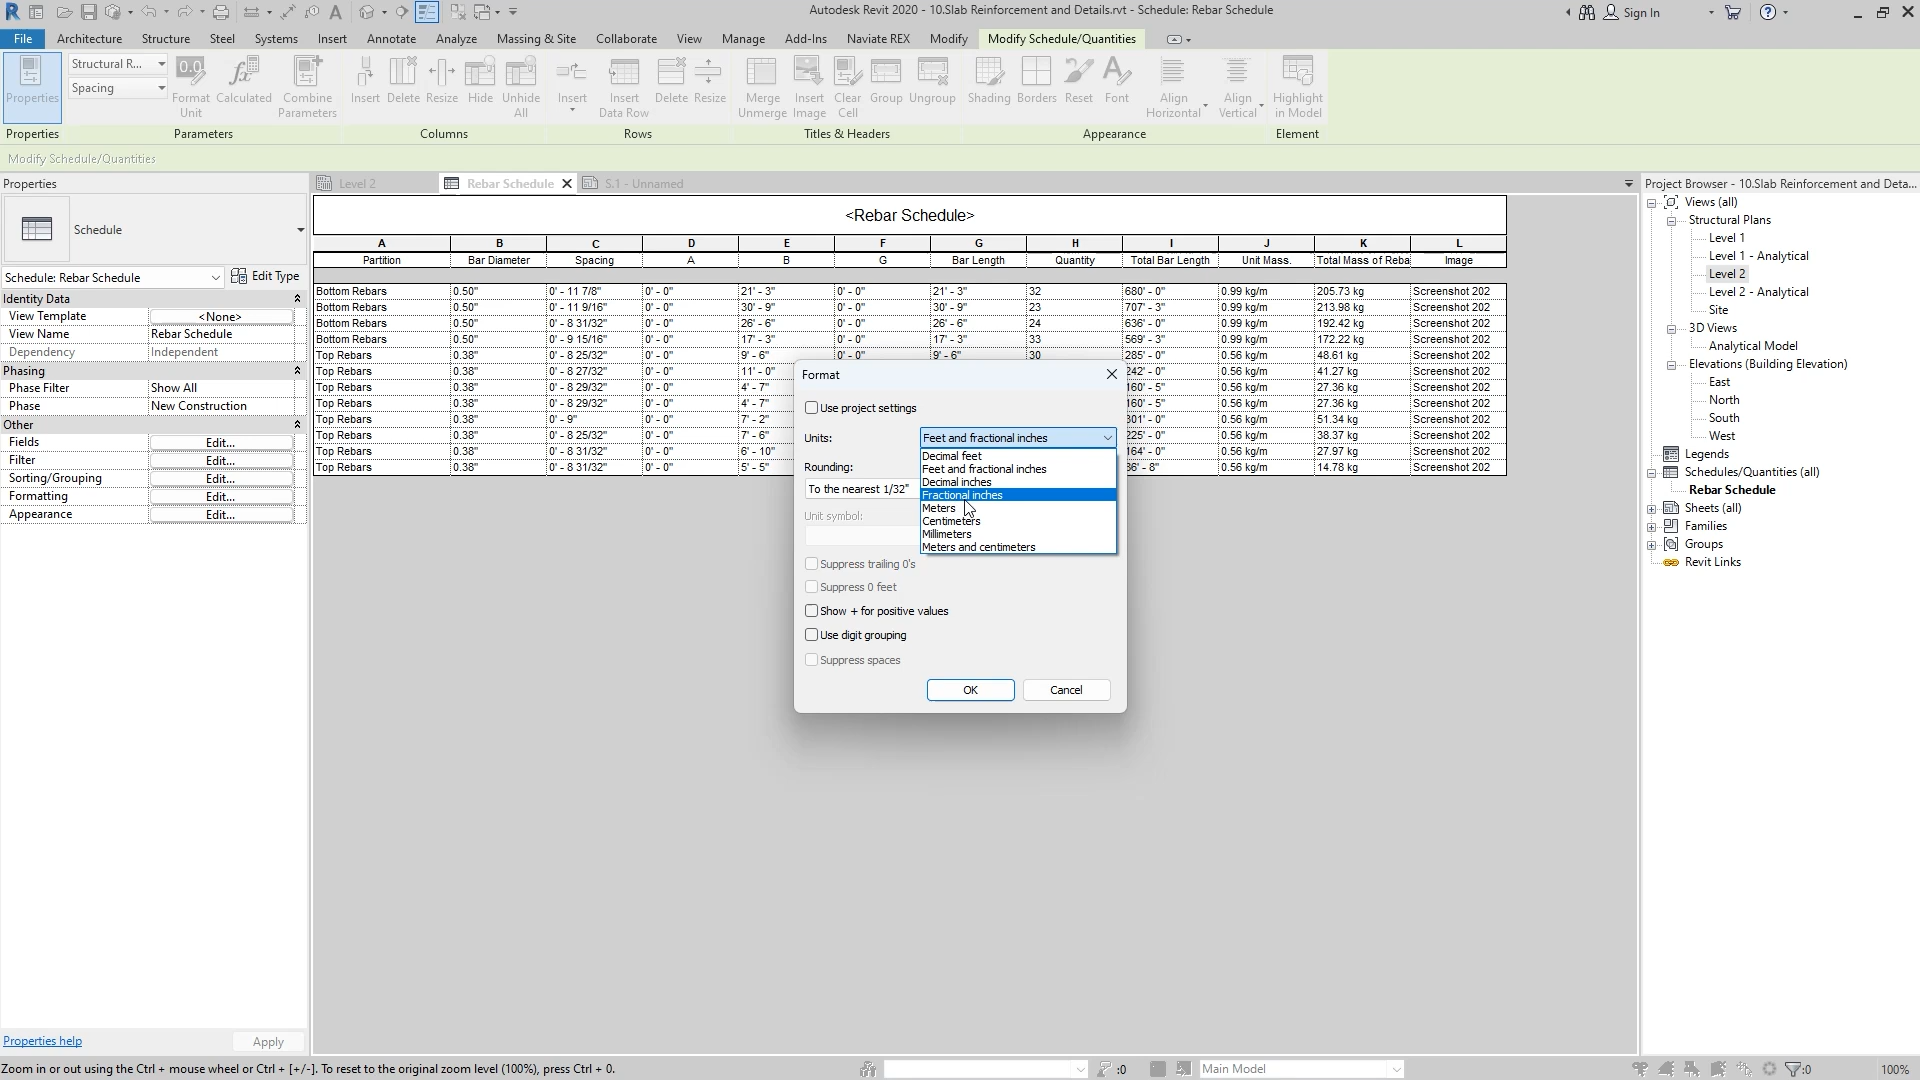 Autodesk Revit 2020 - 10.Slab Reinforcement and Details.rvt - Schedule: Rebar Schedule
Sign In
File Architecture Structure Steel Systems Insert Annotate Analyze Massing & Site Collaborate View Manage Add-Ins Naviate REX Modify Modify Schedule/Quantities
Structural R...
Spacing
Properties
Format Unit
Calculated
Combine Parameters
Insert
Delete
Resize
Hide
Unhide All
Insert
Insert Data Row
Delete
Resize
Merge Unmerge
Insert Image
Clear Cell
Group
Ungroup
Shading
Borders
Reset
Font
Align Horizontal
Align Vertical
Highlight in Model
Properties Parameters Columns Rows Titles & Headers Appearance Element
Modify Schedule/Quantities
Properties
Schedule
Schedule: Rebar Schedule
Edit Type
Identity Data
View Template <None>
View Name Rebar Schedule
Dependency Independent
Phasing
Phase Filter Show All
Phase New Construction
Other
Fields Edit...
Filter Edit...
Sorting/Grouping Edit...
Formatting Edit...
Appearance Edit...
Properties help
Apply
Level 2
Rebar Schedule
S.1 - Unnamed
<Rebar Schedule>
A B C D E F G H I J K L
Partition Bar Diameter Spacing A B G Bar Length Quantity Total Bar Length Unit Mass. Total Mass of Reba Image
Bottom Rebars 0.50" 0' - 11 7/8" 0' - 0" 21' - 3" 0' - 0" 21' - 3" 32 680' - 0" 0.99 kg/m 205.73 kg Screenshot 202
Bottom Rebars 0.50" 0' - 11 9/16" 0' - 0" 30' - 9" 0' - 0" 30' - 9" 23 707' - 3" 0.99 kg/m 213.98 kg Screenshot 202
Bottom Rebars 0.50" 0' - 8 31/32" 0' - 0" 26' - 6" 0' - 0" 26' - 6" 24 636' - 0" 0.99 kg/m 192.42 kg Screenshot 202
Bottom Rebars 0.50" 0' - 9 15/16" 0' - 0" 17' - 3" 0' - 0" 17' - 3" 33 569' - 3" 0.99 kg/m 172.22 kg Screenshot 202
Top Rebars 0.38" 0' - 8 25/32" 0' - 0" 9' - 6" 0' - 0" 9' - 6" 30 285' - 0" 0.56 kg/m 48.61 kg Screenshot 202
Top Rebars 0.38" 0' - 8 27/32" 0' - 0" 11' - 0" 242' - 0" 0.56 kg/m 41.27 kg Screenshot 202
Top Rebars 0.38" 0' - 8 29/32" 0' - 0" 4' - 7" 160' - 5" 0.56 kg/m 27.36 kg Screenshot 202
Top Rebars 0.38" 0' - 8 29/32" 0' - 0" 4' - 7" 160' - 5" 0.56 kg/m 27.36 kg Screenshot 202
Top Rebars 0.38" 0' - 9" 0' - 0" 7' - 2" 301' - 0" 0.56 kg/m 51.34 kg Screenshot 202
Top Rebars 0.38" 0' - 8 25/32" 0' - 0" 7' - 6" 225' - 0" 0.56 kg/m 38.37 kg Screenshot 202
Top Rebars 0.38" 0' - 8 31/32" 0' - 0" 6' - 10" 164' - 0" 0.56 kg/m 27.97 kg Screenshot 202
Top Rebars 0.38" 0' - 8 31/32" 0' - 0" 5' - 5" 86' - 8" 0.56 kg/m 14.78 kg Screenshot 202
Format
Use project settings
Units: Feet and fractional inches
Decimal feet
Feet and fractional inches
Decimal inches
Fractional inches
Meters
Centimeters
Millimeters
Meters and centimeters
Rounding:
To the nearest 1/32"
Unit symbol:
Suppress trailing 0's
Suppress 0 feet
Show + for positive values
Use digit grouping
Suppress spaces
OK Cancel
Project Browser - 10.Slab Reinforcement and Deta...
Views (all)
Structural Plans
Level 1
Level 1 - Analytical
Level 2
Level 2 - Analytical
Site
3D Views
Analytical Model
Elevations (Building Elevation)
East
North
South
West
Legends
Schedules/Quantities (all)
Rebar Schedule
Sheets (all)
Families
Groups
Revit Links
Zoom in or out using the Ctrl + mouse wheel or Ctrl + [+/-]. To reset to the original zoom level (100%), press Ctrl + 0.
:0
Main Model
:0
100%